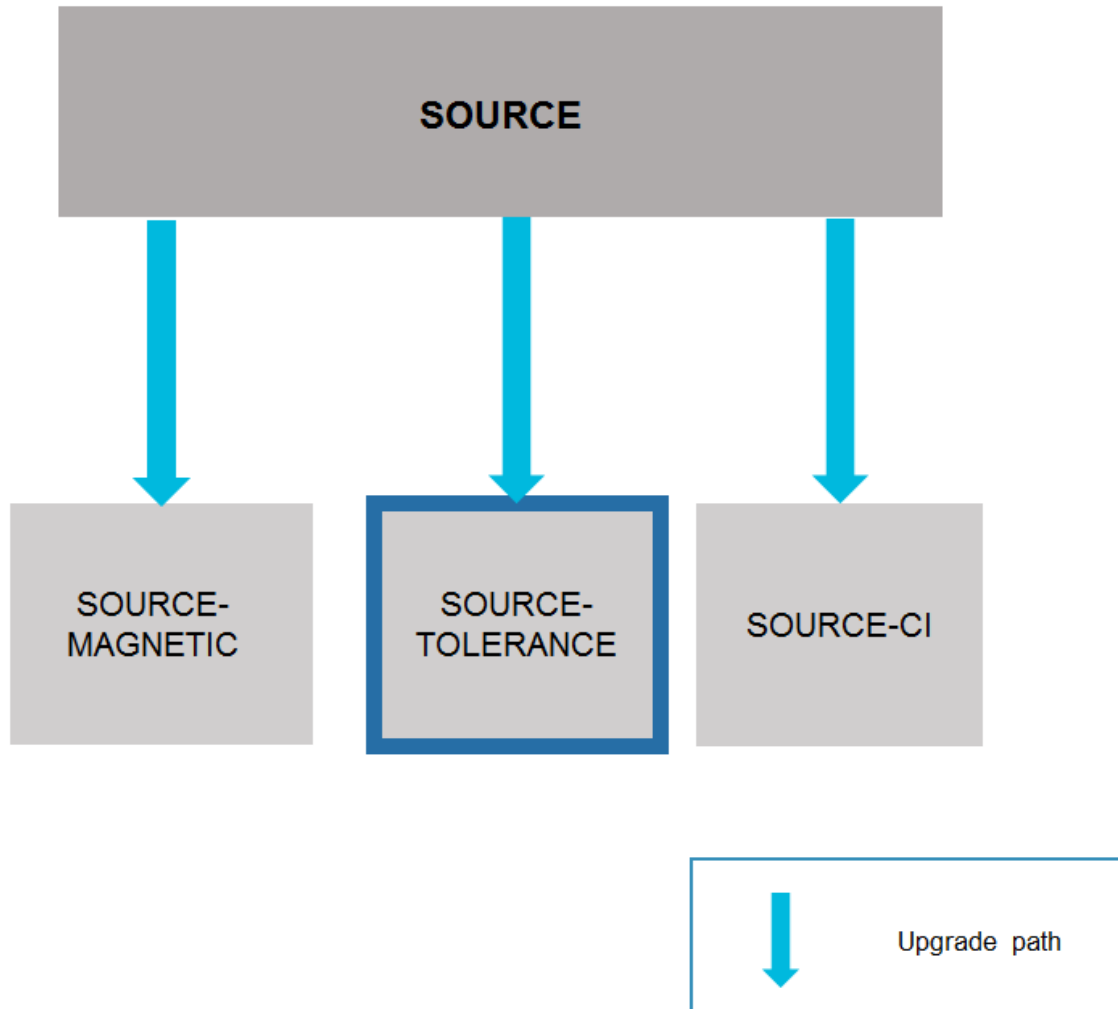 SOURCE
SOURCE-
MAGNETIC
SOURCE-
TOLERANCE
SOURCE-CI
Upgrade path